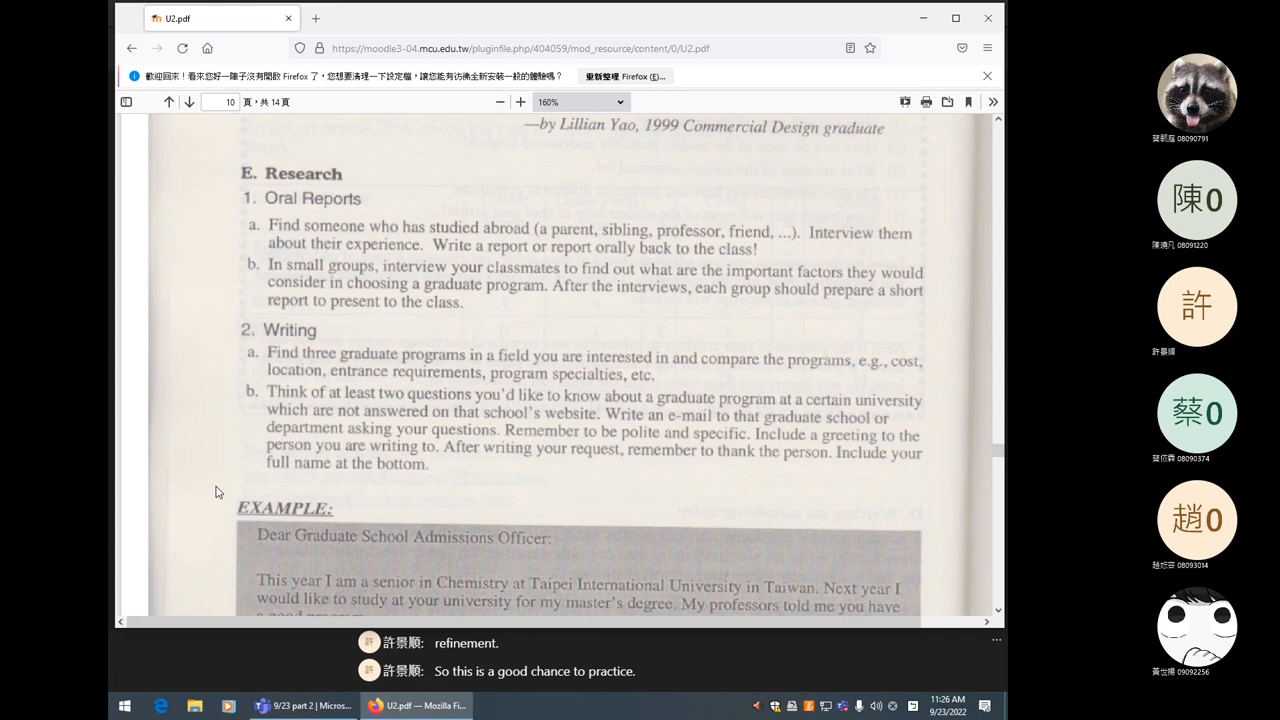 U2.pdf
https://moodle3-04.mcu.edu.tw/pluginfile.php/404059/mod_resource/content/0/U2.pdf
歡迎回來！看來您好一陣子沒有開啟 Firefox 了，您想要清理一下設定檔，讓您能有彷彿全新安裝一般的體驗嗎？ 重新整理 Firefox (E)...
10 頁，共 14 頁 160%
—by Lillian Yao, 1999 Commercial Design graduate
E. Research
1. Oral Reports
a. Find someone who has studied abroad (a parent, sibling, professor, friend, ...). Interview them
about their experience. Write a report or report orally back to the class!
b. In small groups, interview your classmates to find out what are the important factors they would
consider in choosing a graduate program. After the interviews, each group should prepare a short
report to present to the class.
2. Writing
a. Find three graduate programs in a field you are interested in and compare the programs, e.g., cost,
location, entrance requirements, program specialties, etc.
b. Think of at least two questions you'd like to know about a graduate program at a certain university
which are not answered on that school's website. Write an e-mail to that graduate school or
department asking your questions. Remember to be polite and specific. Include a greeting to the
person you are writing to. After writing your request, remember to thank the person. Include your
full name at the bottom.
EXAMPLE:
Dear Graduate School Admissions Officer:
This year I am a senior in Chemistry at Taipei International University in Taiwan. Next year I
would like to study at your university for my master's degree. My professors told me you have
許 許景順: refinement.
許 許景順: So this is a good chance to practice.
9/23 part 2 | Micros...
U2.pdf — Mozilla Fi...
11:26 AM
9/23/2022
08090791
陳0
08091220
許
許景順
蔡0
08090374
趙0
08093014
黃世揚 09092256